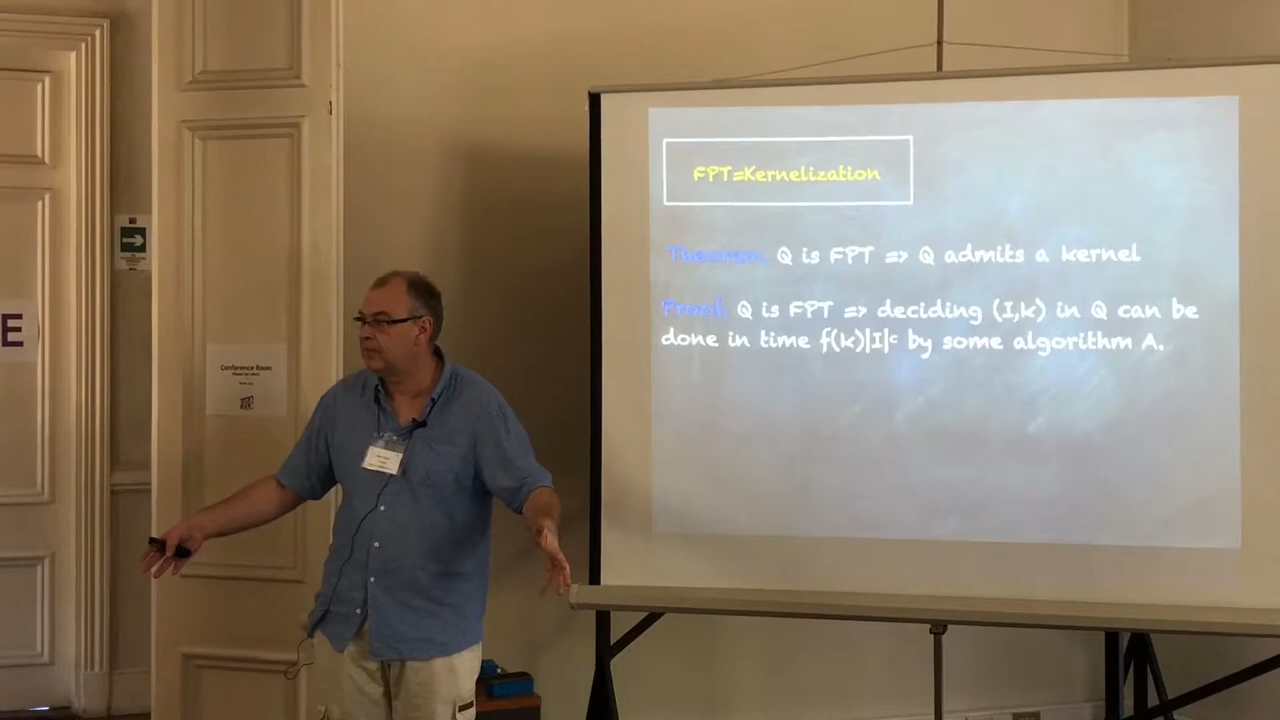 E
Conference Room
FPT=Kernelization
Theorem. Q is FPT => Q admits a kernel
Proof. Q is FPT => deciding (I,k) in Q can be
done in time f(k)|I|ᶜ by some algorithm A.